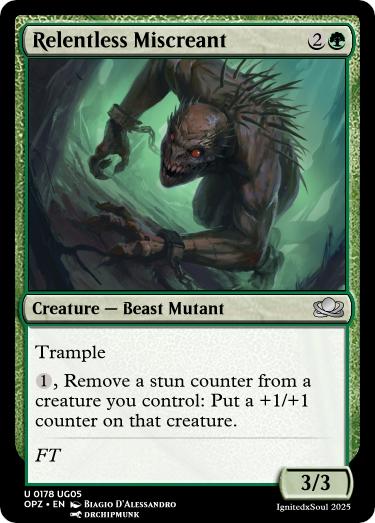 Relentless Miscreant 2
Creature — Beast Mutant
Trample
1, Remove a stun counter from a
creature you control: Put a +1/+1
counter on that creature.
FT
3/3
U 0178 UG05
OPZ • EN Biagio D'Alessandro
DRCHIPMUNK
IgnitedxSoul 2025